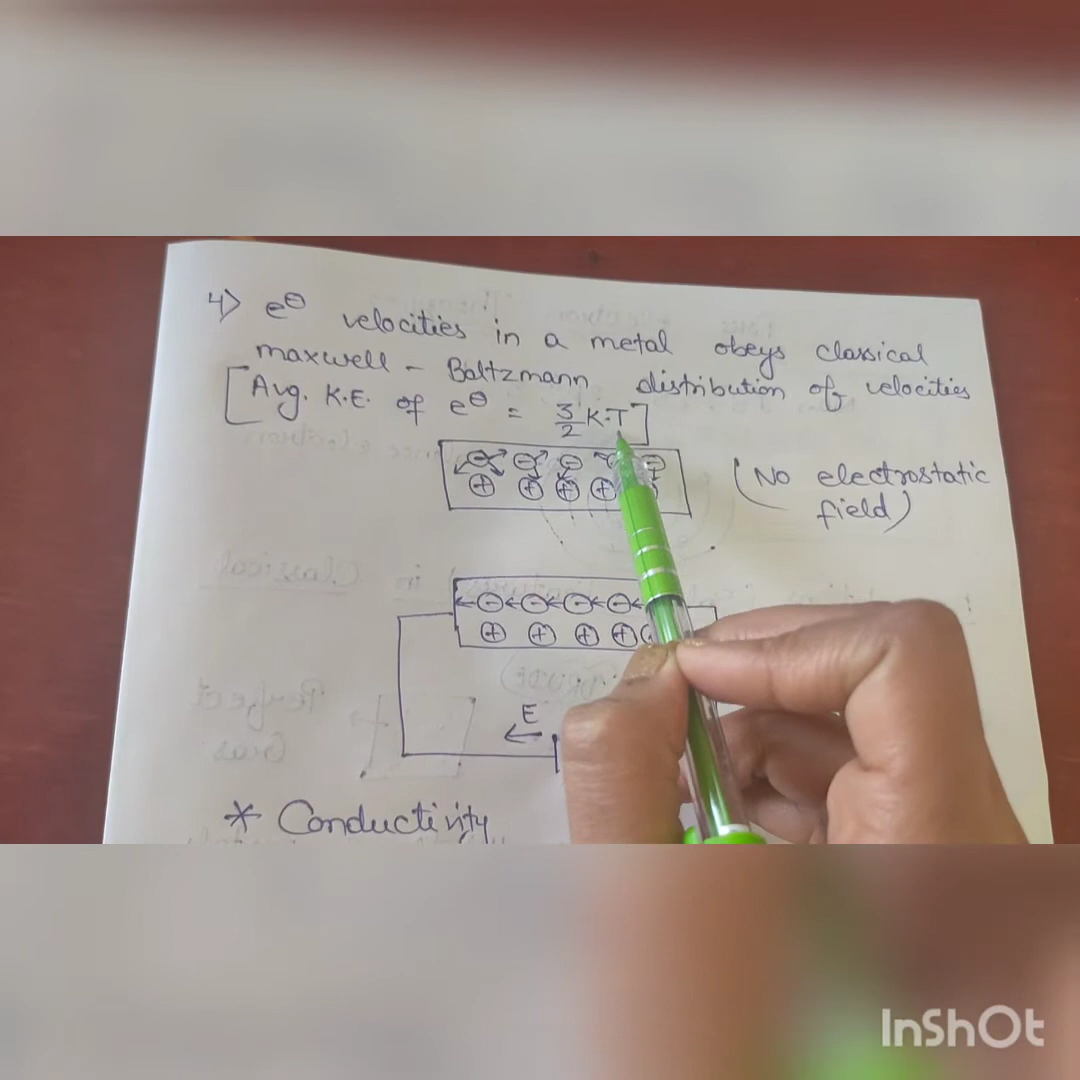 4) e⊖ velocities in a metal obeys classical
maxwell - Boltzmann distribution of velocities
[Avg. K.E. of e⊖ = 3/2 K.T]
(No electrostatic
field)
E
* Conductivity
InShOt